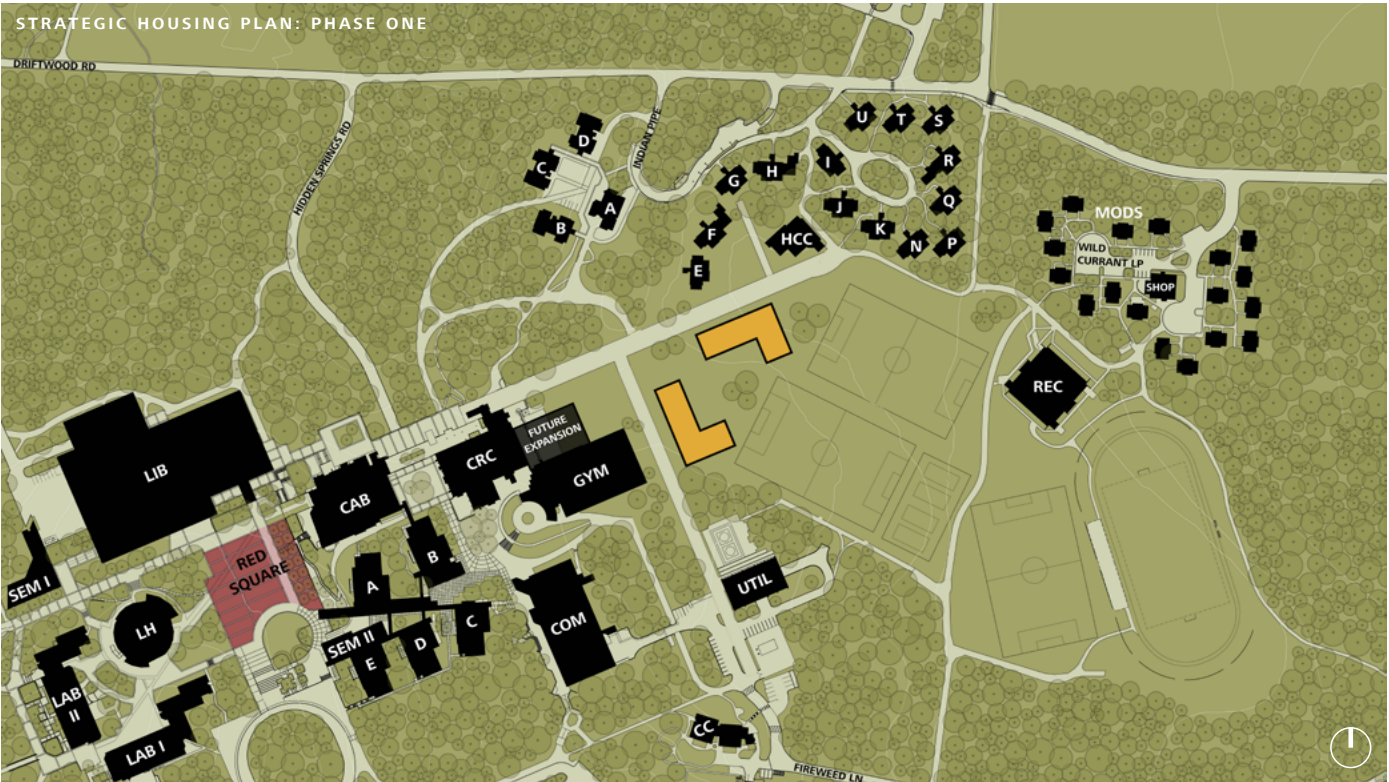 STRATEGIC HOUSING PLAN: PHASE ONE
DRIFTWOOD RD
HIDDEN SPRINGS RD
INDIAN PIPE
D
C
A
B
U
T
S
R
Q
P
N
K
J
I
H
G
F
E
HCC
MODS
WILD
CURRANT LP
SHOP
REC
LIB
CAB
CRC
FUTURE
EXPANSION
GYM
RED
SQUARE
SEM I
LH
LAB
II
LAB I
A
B
SEM II
E
D
C
COM
UTIL
CC
FIREWEED LN